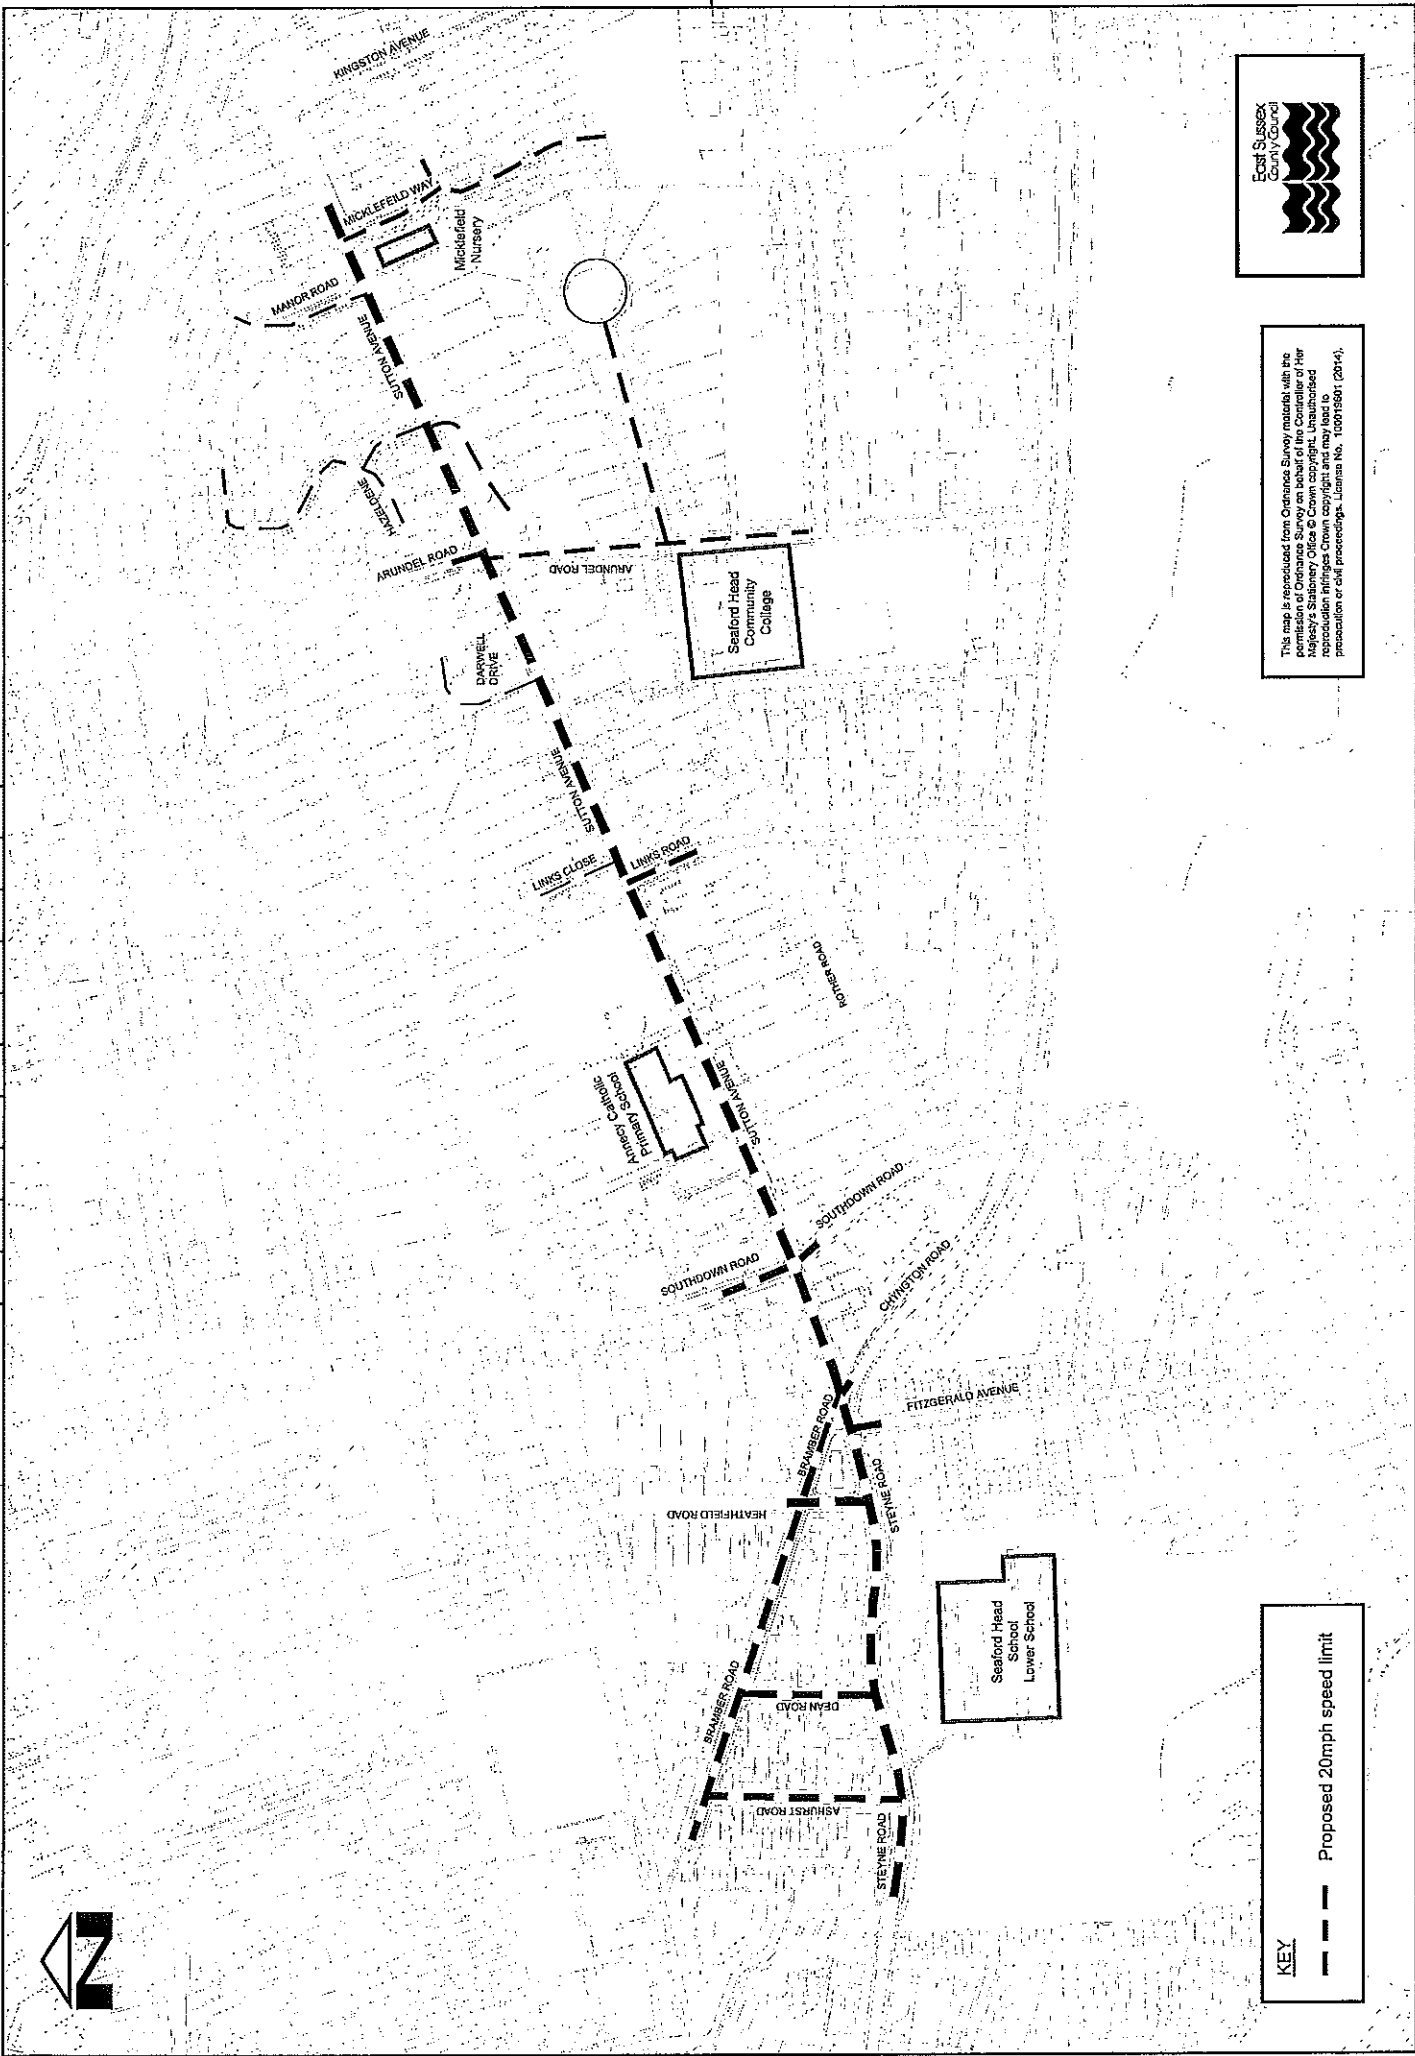 KINGSTON AVENUE
MICKLEFEILD WAY
Micklefield
Nursery
MANOR ROAD
SUTTON AVENUE
HAZELDENE
ARUNDEL ROAD
ARUNDEL ROAD
Seaford Head
Community
College
DARWELL
DRIVE
SUTTON AVENUE
LINKS CLOSE
LINKS ROAD
ROTHER ROAD
Annecy Catholic
Primary School
SUTTON AVENUE
SOUTHDOWN ROAD
SOUTHDOWN ROAD
CHYNGTON ROAD
FITZGERALD AVENUE
BRAMBER ROAD
HEATHFIELD ROAD
STEYNE ROAD
Seaford Head
School
Lower School
BRAMBER ROAD
DEAN ROAD
ASHURST ROAD
STEYNE ROAD
N
KEY
Proposed 20mph speed limit
This map is reproduced from Ordnance Survey material with the
permission of Ordnance Survey on behalf of the Controller of Her
Majesty's Stationery Office © Crown copyright. Unauthorised
reproduction infringes Crown copyright and may lead to
prosecution or civil proceedings. License No. 100019601 (2014).
East Sussex
County Council